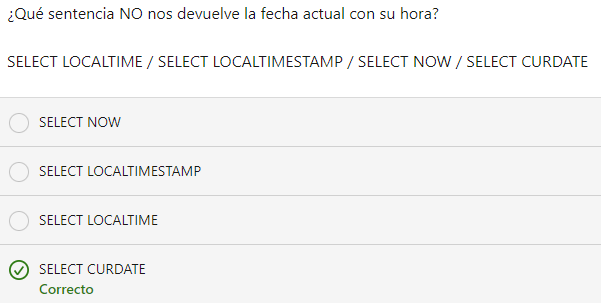 ¿Qué sentencia NO nos devuelve la fecha actual con su hora?
SELECT LOCALTIME / SELECT LOCALTIMESTAMP / SELECT NOW / SELECT CURDATE
SELECT NOW
SELECT LOCALTIMESTAMP
SELECT LOCALTIME
SELECT CURDATE
Correcto